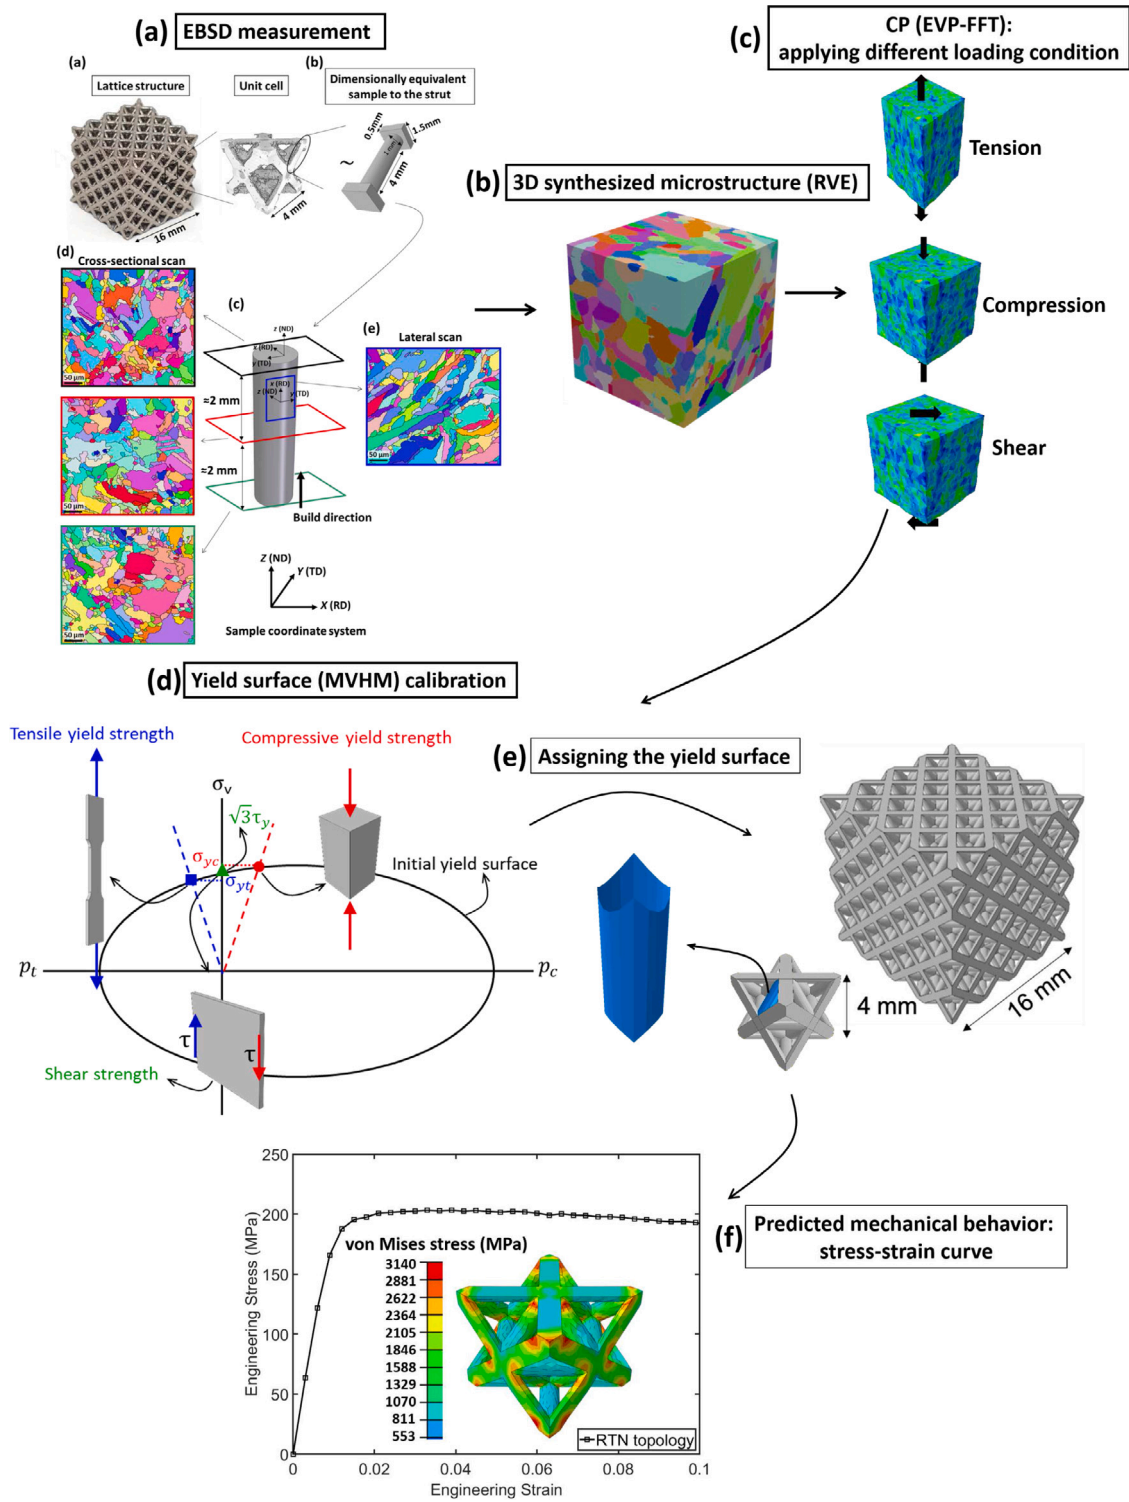 (a) EBSD measurement
(a)
Lattice structure
Unit cell
(b)
Dimensionally equivalent
sample to the strut
16 mm
4 mm
~
0.5mm
1.5mm
4 mm
(d)
Cross-sectional scan
50 µm
50 µm
50 µm
(c)
z (ND)
x (RD)
y (TD)
x (RD)
z (ND)
y (TD)
≈2 mm
≈2 mm
Build direction
(e)
Lateral scan
50 µm
Z (ND)
Y (TD)
X (RD)
Sample coordinate system
(b) 3D synthesized microstructure (RVE)
(c) CP (EVP-FFT):
applying different loading condition
Tension
Compression
Shear
(d) Yield surface (MVHM) calibration
Tensile yield strength
Compressive yield strength
σv
√3τy
σyc
σyt
Initial yield surface
pt
pc
τ
τ
Shear strength
(e) Assigning the yield surface
4 mm
16 mm
(f) Predicted mechanical behavior:
stress-strain curve
Engineering Stress (MPa)
250
200
150
100
50
0
von Mises stress (MPa)
3140
2881
2622
2364
2105
1846
1588
1329
1070
811
553
RTN topology
0
0.02
0.04
0.06
0.08
0.1
Engineering Strain